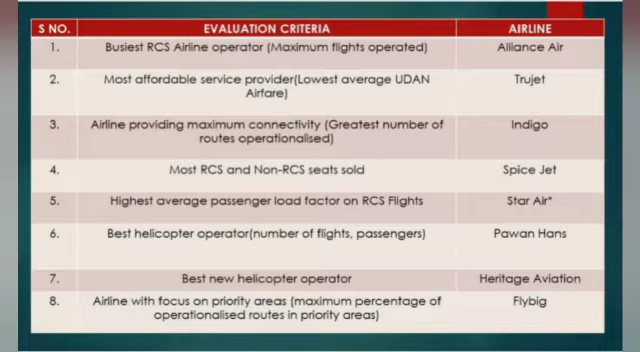 S NO. EVALUATION CRITERIA AIRLINE
1. Busiest RCS Airline operator (Maximum flights operated) Alliance Air
2. Most affordable service provider(Lowest average UDAN Trujet
Airfare)
3. Airline providing maximum connectivity (Greatest number of Indigo
routes operationalised)
4. Most RCS and Non-RCS seats sold Spice Jet
5. Highest average passenger load factor on RCS Flights Star Air*
6. Best helicopter operator(number of flights, passengers) Pawan Hans
7. Best new helicopter operator Heritage Aviation
8. Airline with focus on priority areas (maximum percentage of Flybig
operationalised routes in priority areas)